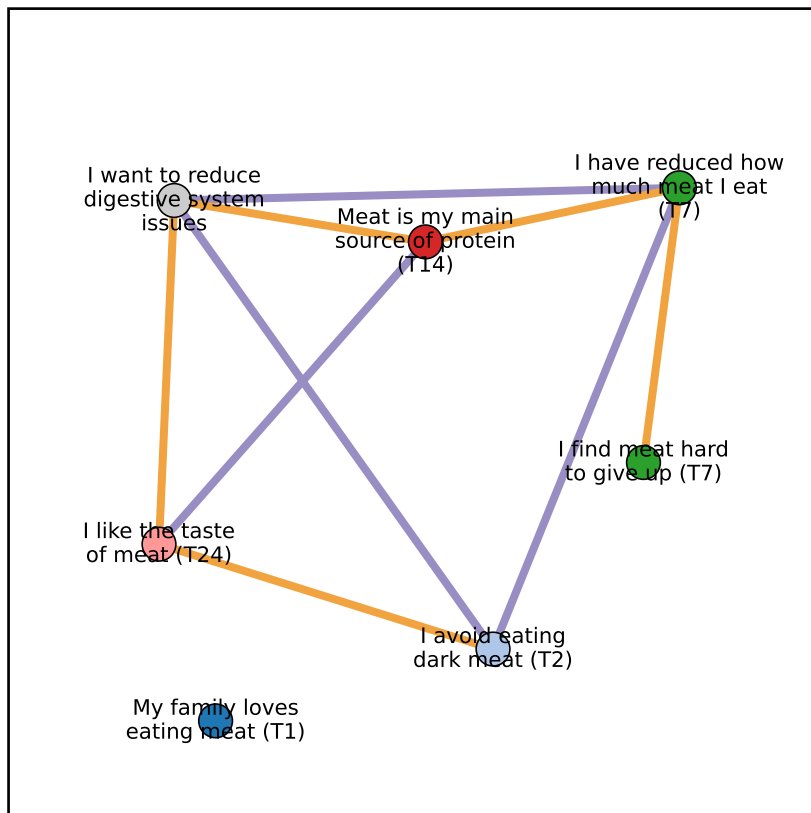 I have reduced how
much meat I eat
(T7)
I want to reduce
digestive system
issues
Meat is my main
source of protein
(T14)
I find meat hard
to give up (T7)
I like the taste
of meat (T24)
I avoid eating
dark meat (T2)
My family loves
eating meat (T1)